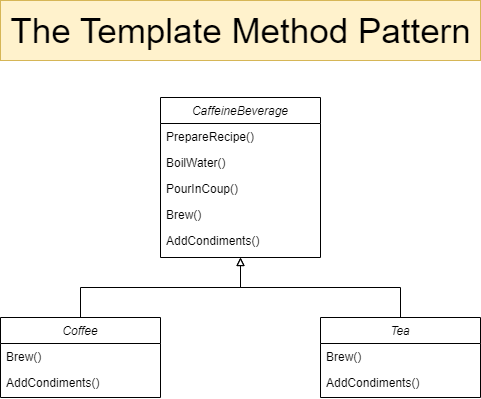 The Template Method Pattern
CaffeineBeverage
PrepareRecipe()
BoilWater()
PourInCoup()
Brew()
AddCondiments()
Coffee
Brew()
AddCondiments()
Tea
Brew()
AddCondiments()